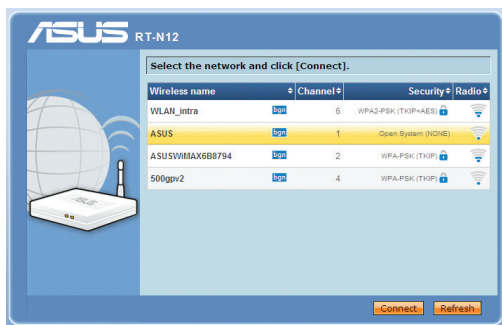 ASUS RT-N12
Select the network and click [Connect].
Wireless name Channel Security Radio
WLAN_intra bgn 6 WPA2-PSK (TKIP+AES)
ASUS bgn 1 Open System (NONE)
ASUSWiMAX6B8794 bgn 2 WPA-PSK (TKIP)
500gpv2 bgn 4 WPA-PSK (TKIP)
ASUS
Connect Refresh